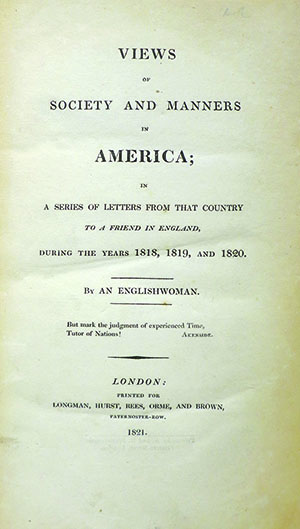 VIEWS
OF
SOCIETY AND MANNERS
IN
AMERICA;
IN
A SERIES OF LETTERS FROM THAT COUNTRY
TO A FRIEND IN ENGLAND,
DURING THE YEARS 1818, 1819, AND 1820.
BY AN ENGLISHWOMAN.
But mark the judgment of experienced Time,
Tutor of Nations! AKENSIDE.
LONDON:
PRINTED FOR
LONGMAN, HURST, REES, ORME, AND BROWN,
PATERNOSTER-ROW.
1821.